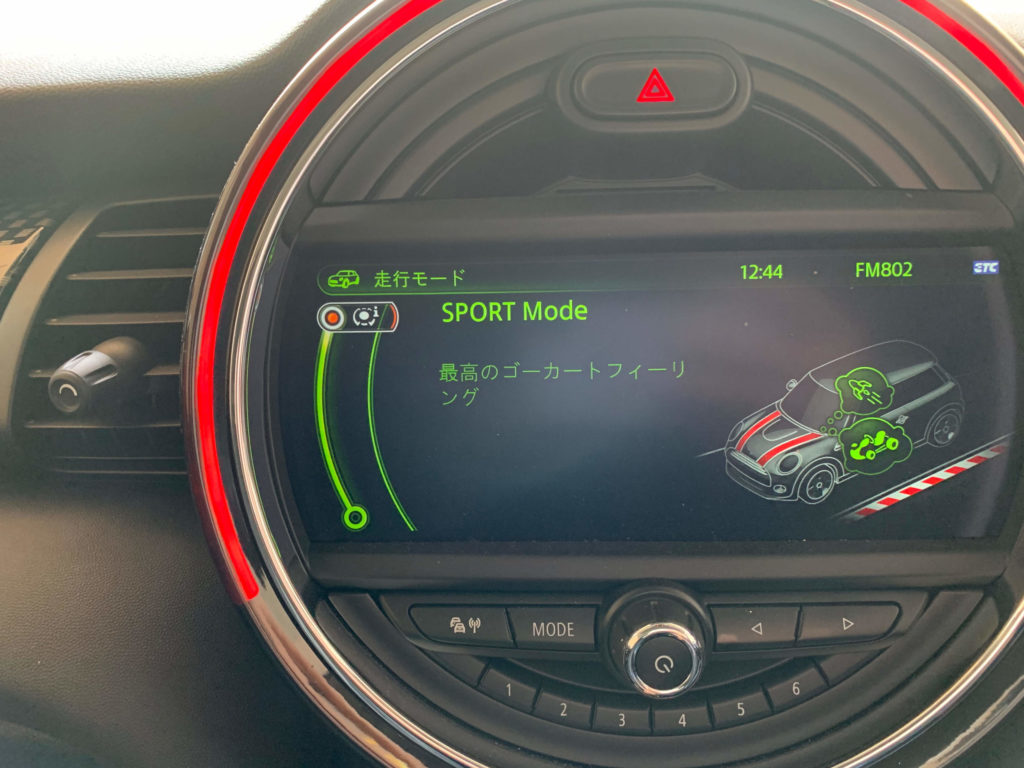 走行モード
12:44
FM802
ETC
SPORT Mode
最高のゴーカートフィーリ
ング
MODE
1
2
3
4
5
6